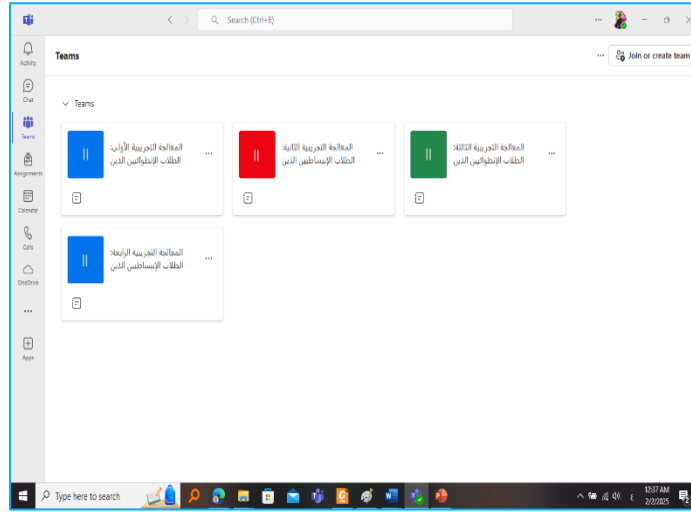 Search (Ctrl+E)
Activity
Chat
Teams
Assignments
Calendar
Calls
OneDrive
Apps
Teams
Join or create team
Teams
المعالجة التجريبية الأولي:
الطلاب الإنطوائيين الذين
المعالجة التجريبية الثانية:
الطلاب الإنبساطيين الذين
المعالجة التجريبية الثالثة:
الطلاب الإنطوائيين الذين
المعالجة التجريبية الرابعة:
الطلاب الإنبساطيين الذين
Type here to search
12:37 AM
2/2/2025